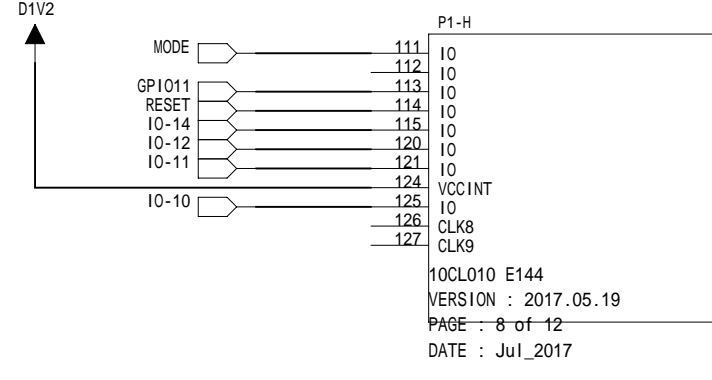 D1V2
P1-H
MODE 111 IO
112 IO
GPIO11 113 IO
RESET 114 IO
IO-14 115 IO
IO-12 120 IO
IO-11 121 IO
124 VCCINT
IO-10 125 IO
126 CLK8
127 CLK9
10CL010 E144
VERSION : 2017.05.19
PAGE : 8 of 12
DATE : Jul_2017